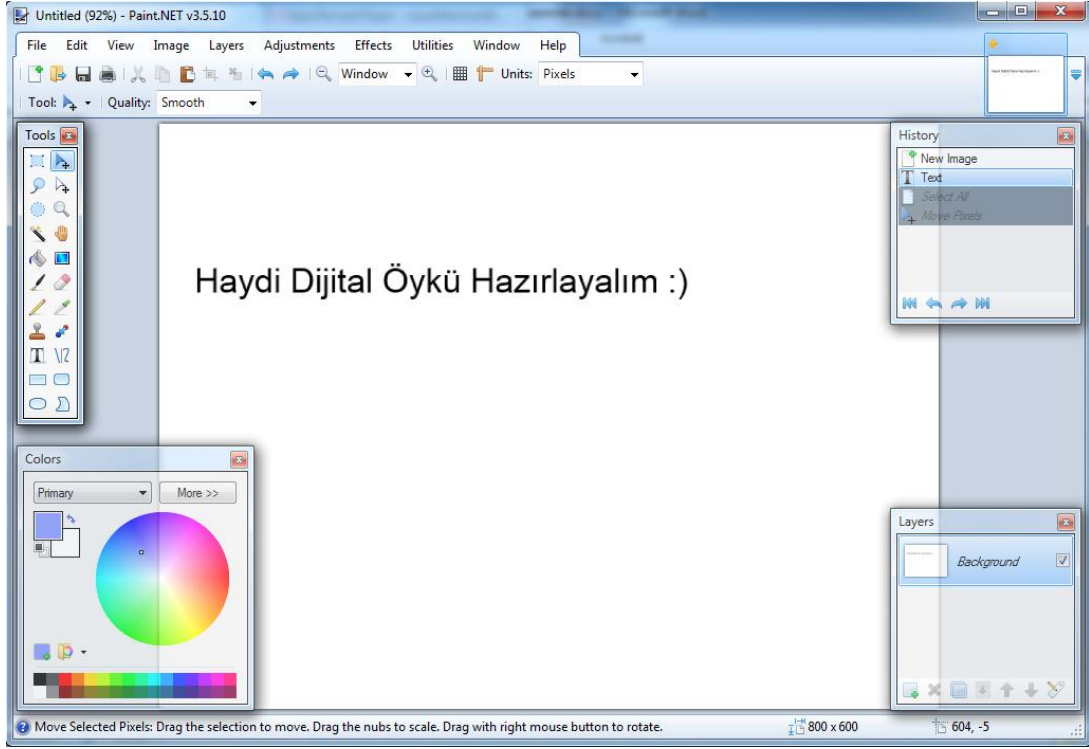 Untitled (92%) - Paint.NET v3.5.10
File Edit View Image Layers Adjustments Effects Utilities Window Help
Window Units: Pixels
Tool: Quality: Smooth
Tools
History
New Image
Text
Select All
Move Pixels
Haydi Dijital Öykü Hazırlayalım :)
Colors
Primary More >>
Layers
Background
Move Selected Pixels: Drag the selection to move. Drag the nubs to scale. Drag with right mouse button to rotate. 800 x 600 604, -5